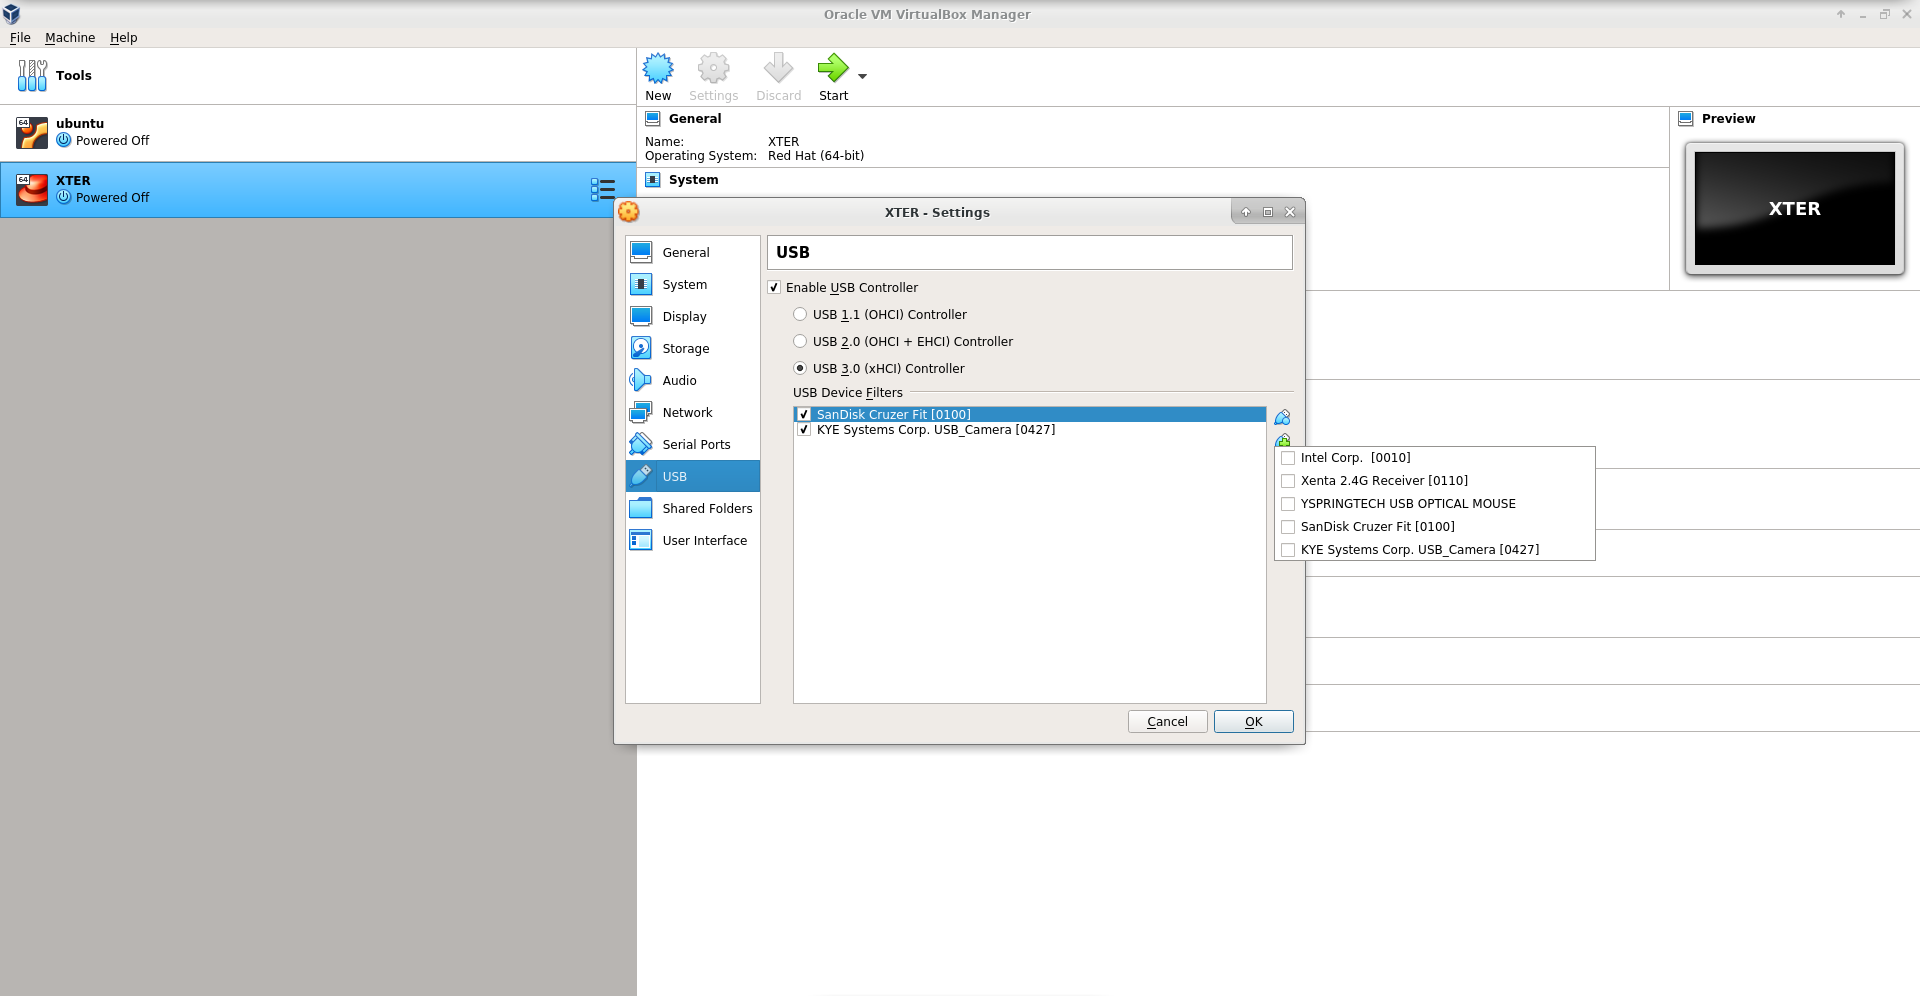 Oracle VM VirtualBox Manager
File Machine Help
Tools
64
ubuntu
Powered Off
64
XTER
Powered Off
New Settings Discard Start
General
Name: XTER
Operating System: Red Hat (64-bit)
System
Preview
XTER
XTER - Settings
General
System
Display
Storage
Audio
Network
Serial Ports
USB
Shared Folders
User Interface
USB
Enable USB Controller
USB 1.1 (OHCI) Controller
USB 2.0 (OHCI + EHCI) Controller
USB 3.0 (xHCI) Controller
USB Device Filters
SanDisk Cruzer Fit [0100]
KYE Systems Corp. USB_Camera [0427]
Intel Corp.  [0010]
Xenta 2.4G Receiver [0110]
YSPRINGTECH USB OPTICAL MOUSE
SanDisk Cruzer Fit [0100]
KYE Systems Corp. USB_Camera [0427]
Cancel OK